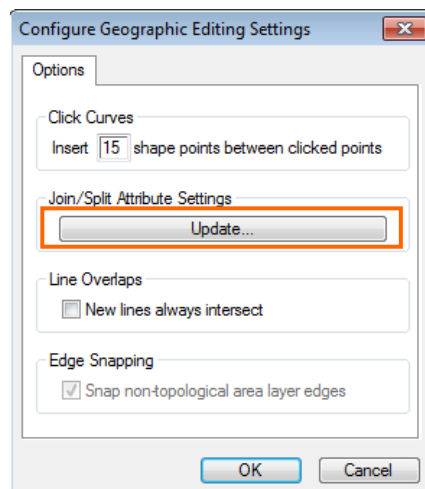 Configure Geographic Editing Settings
Options
Click Curves
Insert 15 shape points between clicked points
Join/Split Attribute Settings
Update...
Line Overlaps
New lines always intersect
Edge Snapping
Snap non-topological area layer edges
OK Cancel